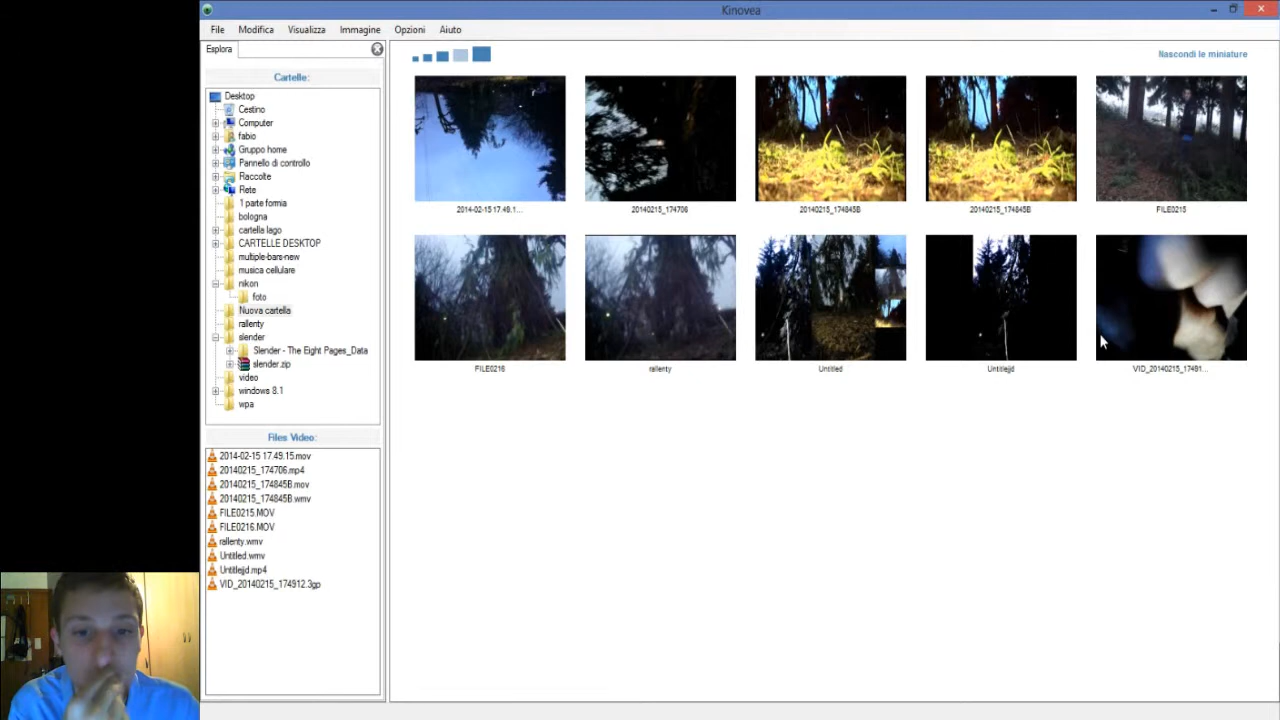 Kinovea
File Modifica Visualizza Immagine Opzioni Aiuto
Esplora
Nascondi le miniature
Cartelle:
Desktop
Cestino
Computer
fabio
Gruppo home
Pannello di controllo
Raccolte
Rete
1 parte formia
bologna
cartella lago
CARTELLE DESKTOP
multiple-bars-new
musica cellulare
nikon
foto
Nuova cartella
rallenty
slender
Slender - The Eight Pages_Data
slender.zip
video
windows 8.1
wpa
Files Video:
2014-02-15 17.49.15.mov
20140215_174706.mp4
20140215_174845B.mov
20140215_174845B.wmv
FILE0215.MOV
FILE0216.MOV
rallenty.wmv
Untitled.wmv
Untitlejjd.mp4
VID_20140215_174912.3gp
2014-02-15 17.49.1... 20140215_174706 20140215_174845B 20140215_174845B FILE0215
FILE0216 rallenty Untitled Untitlejjd VID_20140215_17491...